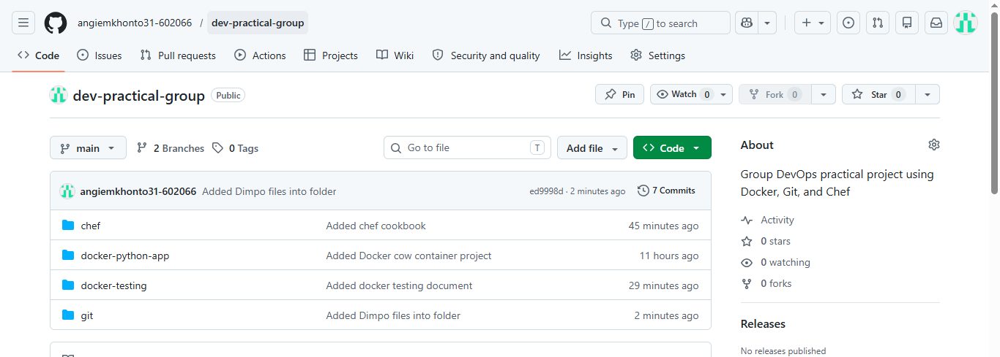 angiemkhonto31-602066 / dev-practical-group Type / to search
Code Issues Pull requests Actions Projects Wiki Security and quality Insights Settings
dev-practical-group Public Pin Watch 0 Fork 0 Star 0
main 2 Branches 0 Tags Go to file T Add file Code
angiemkhonto31-602066 Added Dimpo files into folder ed9998d · 2 minutes ago 7 Commits
chef Added chef cookbook 45 minutes ago
docker-python-app Added Docker cow container project 11 hours ago
docker-testing Added docker testing document 29 minutes ago
git Added Dimpo files into folder 2 minutes ago
About
Group DevOps practical project using
Docker, Git, and Chef
Activity
0 stars
0 watching
0 forks
Releases
No releases published